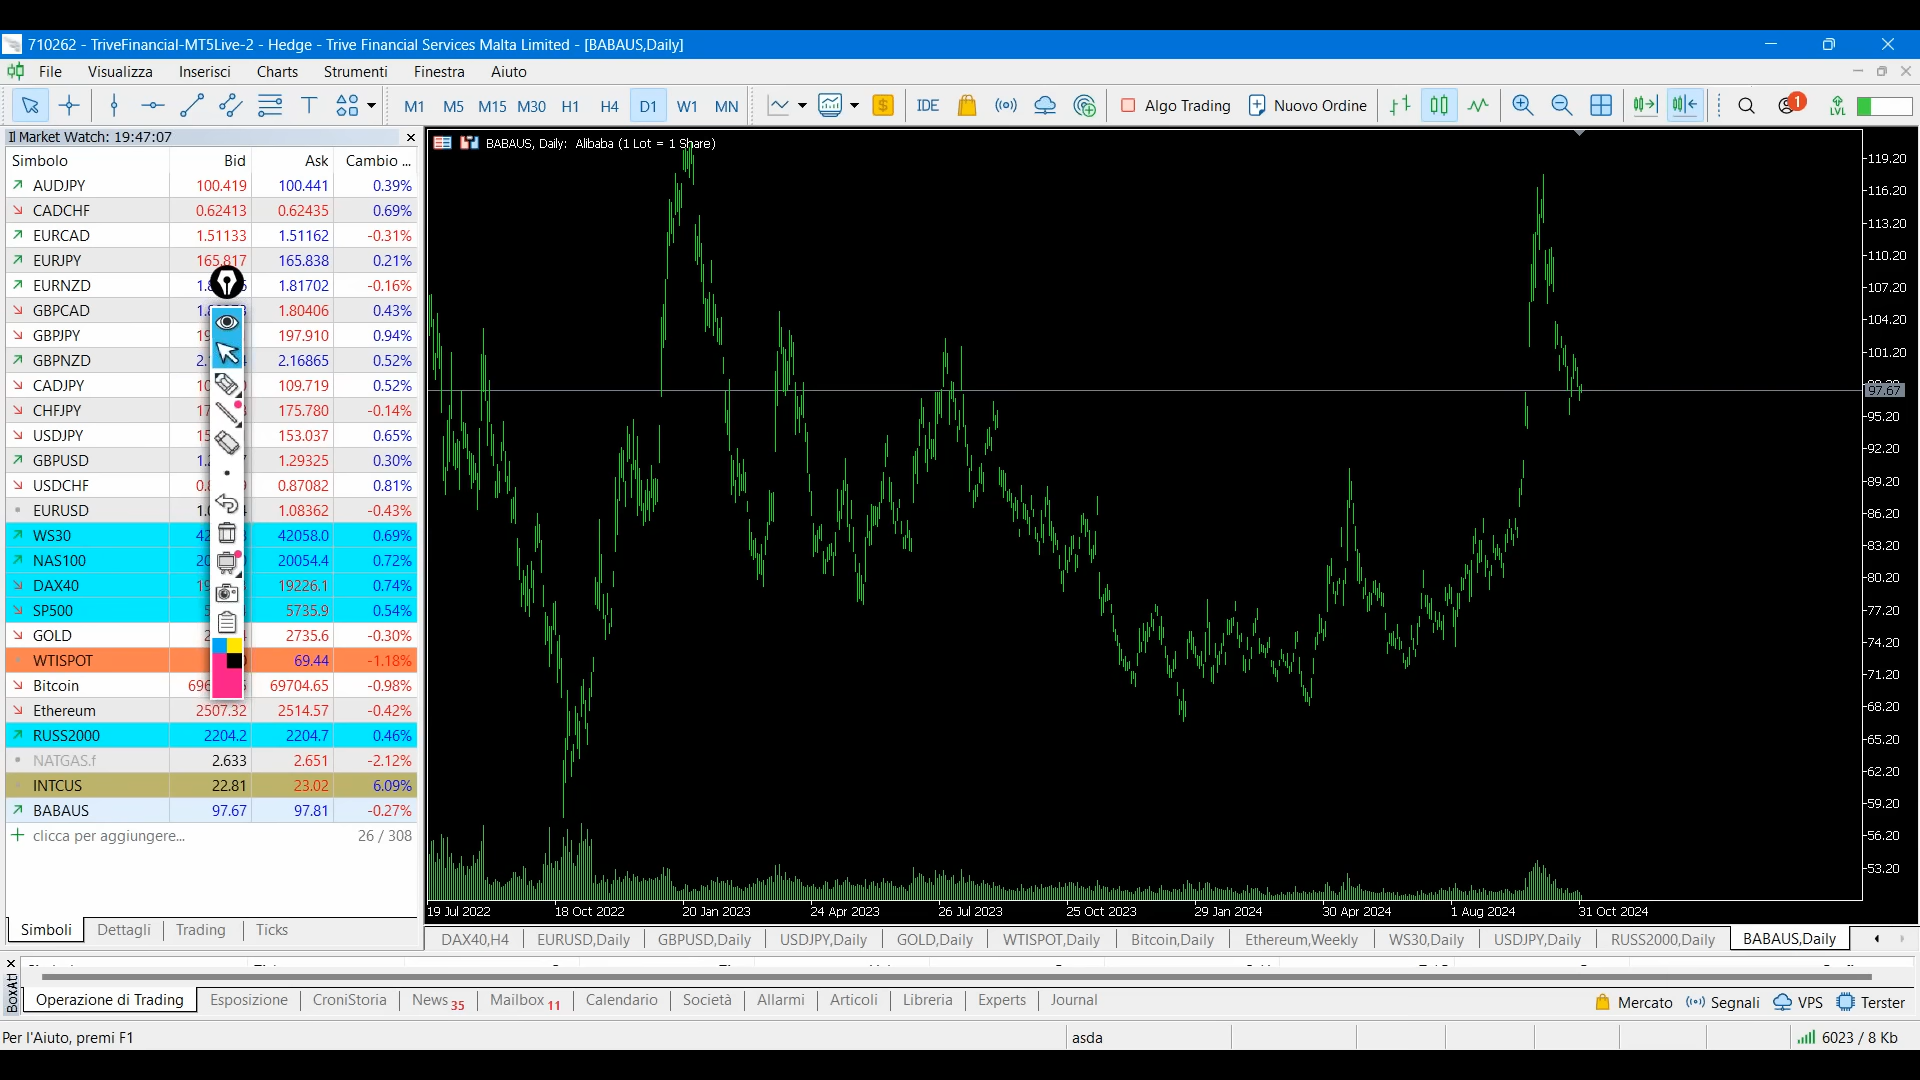 710262 - TriveFinancial-MT5Live-2 - Hedge - Trive Financial Services Malta Limited - [BABAUS,Daily]
File Visualizza Inserisci Charts Strumenti Finestra Aiuto
M1 M5 M15 M30 H1 H4 D1 W1 MN IDE Algo Trading Nuovo Ordine 1 LVL
Market Watch: 19:47:07
Simbolo Bid Ask Cambio ...
AUDJPY 100.419 100.441 0.39%
CADCHF 0.62413 0.62435 0.69%
EURCAD 1.51133 1.51162 -0.31%
EURJPY 165.817 165.838 0.21%
EURNZD 1.81702 -0.16%
GBPCAD 1.80406 0.43%
GBPJPY 197.910 0.94%
GBPNZD 2.16865 0.52%
CADJPY 109.719 0.52%
CHFJPY 175.780 -0.14%
USDJPY 153.037 0.65%
GBPUSD 1.29325 0.30%
USDCHF 0.87082 0.81%
EURUSD 1.08362 -0.43%
WS30 42058.0 0.69%
NAS100 20054.4 0.72%
DAX40 19226.1 0.74%
SP500 5735.9 0.54%
GOLD 2735.6 -0.30%
WTISPOT 69.44 -1.18%
Bitcoin 69704.65 -0.98%
Ethereum 2507.32 2514.57 -0.42%
RUSS2000 2204.2 2204.7 0.46%
NATGAS.f 2.633 2.651 -2.12%
INTCUS 22.81 23.02 6.09%
BABAUS 97.67 97.81 -0.27%
clicca per aggiungere... 26 / 308
Simboli Dettagli Trading Ticks
BABAUS, Daily: Alibaba (1 Lot = 1 Share)
119.20
116.20
113.20
110.20
107.20
104.20
101.20
97.67
95.20
92.20
89.20
86.20
83.20
80.20
77.20
74.20
71.20
68.20
65.20
62.20
59.20
56.20
53.20
19 Jul 2022 18 Oct 2022 20 Jan 2023 24 Apr 2023 26 Jul 2023 25 Oct 2023 29 Jan 2024 30 Apr 2024 1 Aug 2024 31 Oct 2024
DAX40,H4 EURUSD,Daily GBPUSD,Daily USDJPY,Daily GOLD,Daily WTISPOT,Daily Bitcoin,Daily Ethereum,Weekly WS30,Daily USDJPY,Daily RUSS2000,Daily BABAUS,Daily
Operazione di Trading Esposizione CroniStoria News 35 Mailbox 11 Calendario Società Allarmi Articoli Libreria Experts Journal Mercato Segnali VPS Terster
Per l'Aiuto, premi F1 asda 6023 / 8 Kb